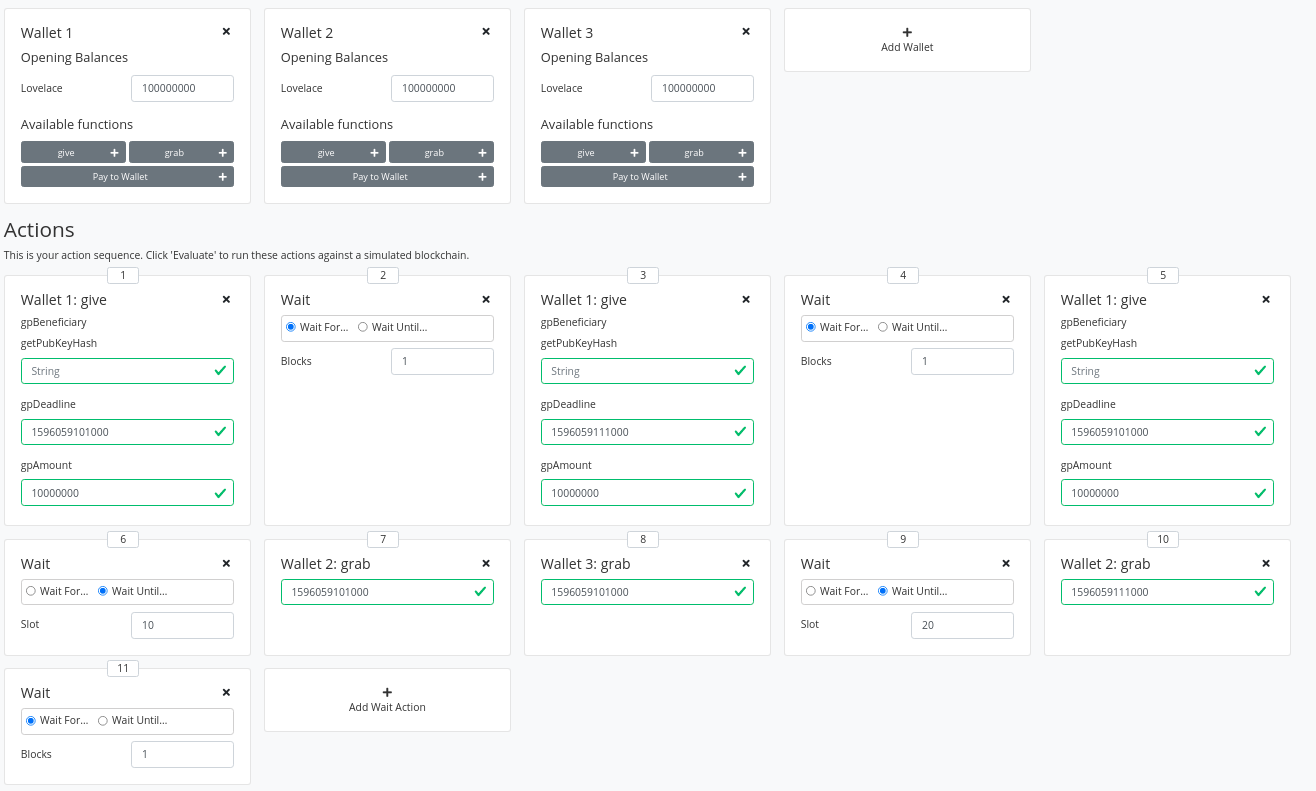 Wallet 1
Opening Balances
Lovelace 100000000
Available functions
give grab
Pay to Wallet
Wallet 2
Opening Balances
Lovelace 100000000
Available functions
give grab
Pay to Wallet
Wallet 3
Opening Balances
Lovelace 100000000
Available functions
give grab
Pay to Wallet
Add Wallet
Actions
This is your action sequence. Click 'Evaluate' to run these actions against a simulated blockchain.
1
Wallet 1: give
gpBeneficiary
getPubKeyHash
String
gpDeadline
1596059101000
gpAmount
10000000
2
Wait
Wait For... Wait Until...
Blocks 1
3
Wallet 1: give
gpBeneficiary
getPubKeyHash
String
gpDeadline
1596059111000
gpAmount
10000000
4
Wait
Wait For... Wait Until...
Blocks 1
5
Wallet 1: give
gpBeneficiary
getPubKeyHash
String
gpDeadline
1596059101000
gpAmount
10000000
6
Wait
Wait For... Wait Until...
Slot 10
7
Wallet 2: grab
1596059101000
8
Wallet 3: grab
1596059101000
9
Wait
Wait For... Wait Until...
Slot 20
10
Wallet 2: grab
1596059111000
11
Wait
Wait For... Wait Until...
Blocks 1
Add Wait Action